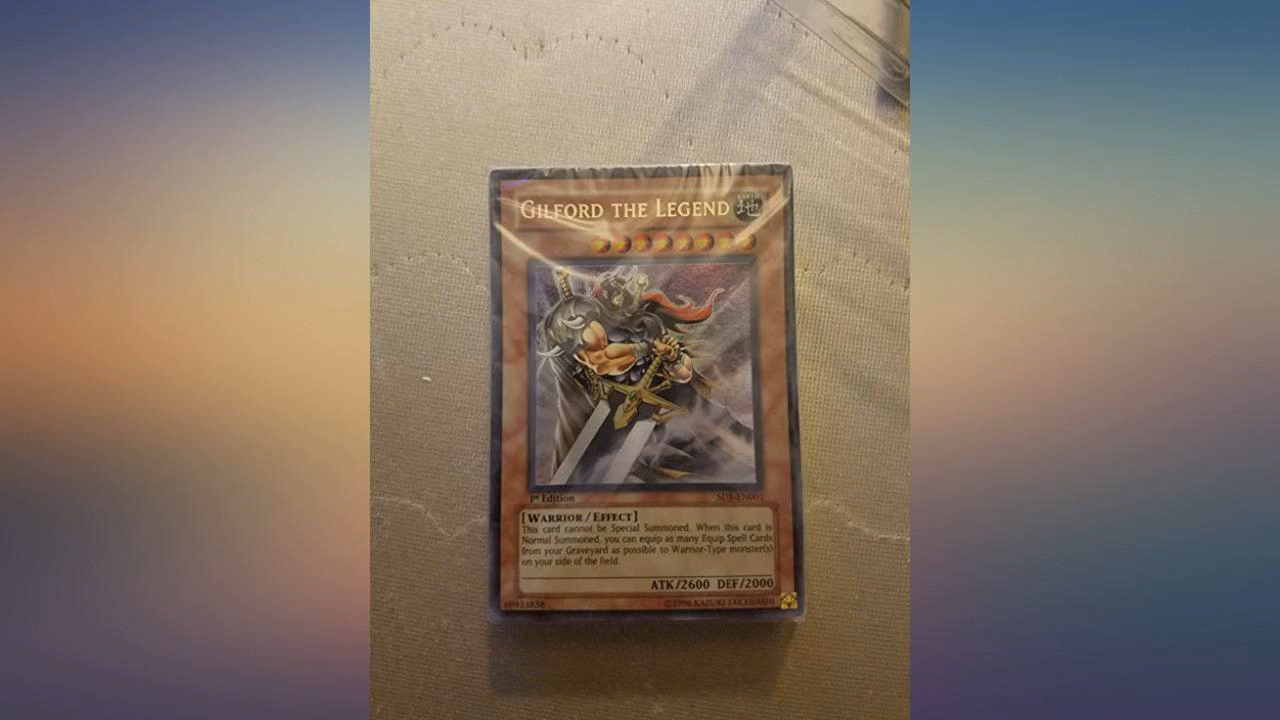 GILFORD THE LEGEND
EARTH
地
1st Edition
SD5-EN001
[WARRIOR / EFFECT]
This card cannot be Special Summoned. When this card is
Normal Summoned, you can equip as many Equip Spell Cards
from your Graveyard as possible to Warrior-Type monster(s)
on your side of the field.
ATK/2600 DEF/2000
69933858
©1996 KAZUKI TAKAHASHI